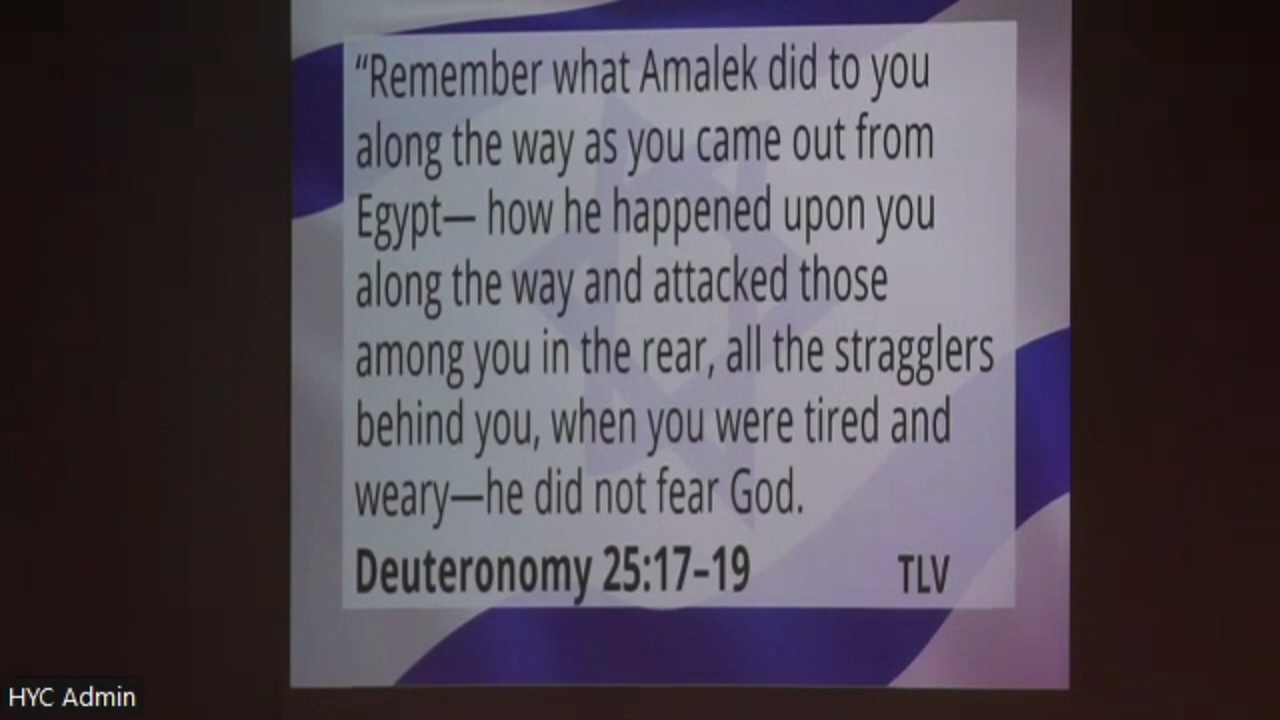 “Remember what Amalek did to you
along the way as you came out from
Egypt— how he happened upon you
along the way and attacked those
among you in the rear, all the stragglers
behind you, when you were tired and
weary—he did not fear God.
Deuteronomy 25:17–19 TLV
HYC Admin